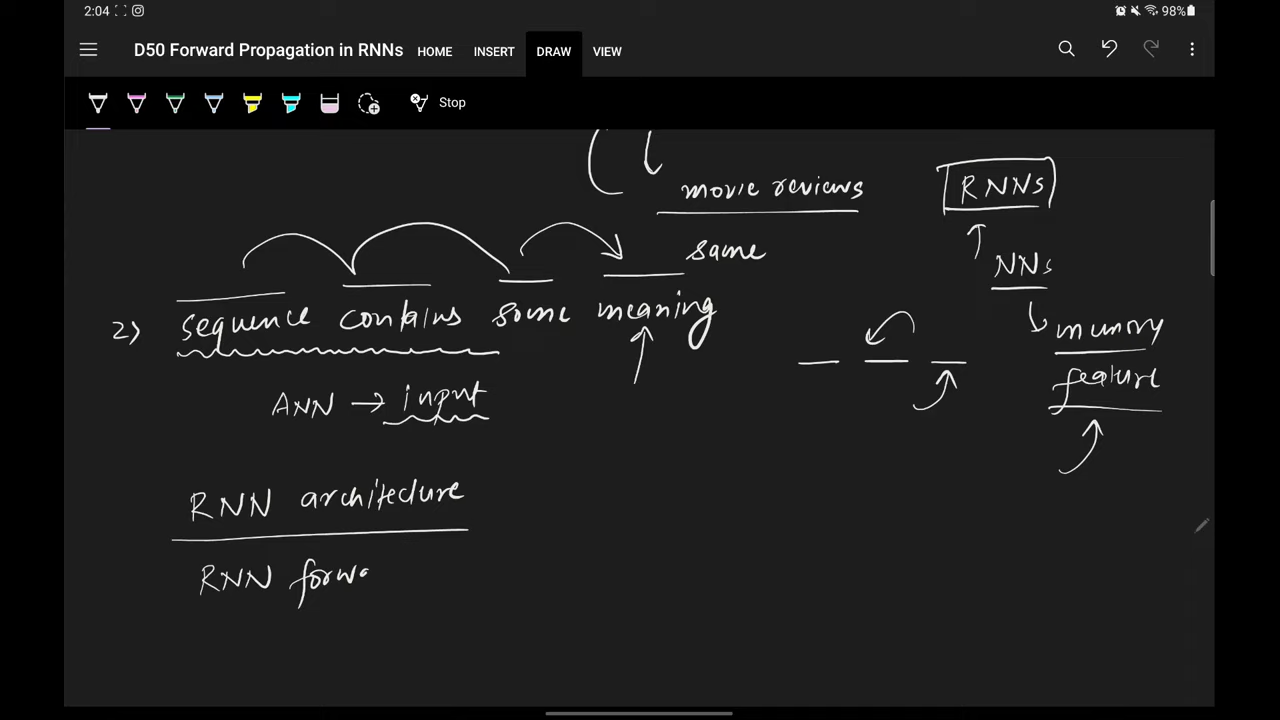 2:04
98%
D50 Forward Propagation in RNNs HOME INSERT DRAW VIEW
Stop
movie reviews
same
RNNs
NNs
memory
feature
2) sequence contains some meaning
ANN → input
RNN architecture
RNN forwa